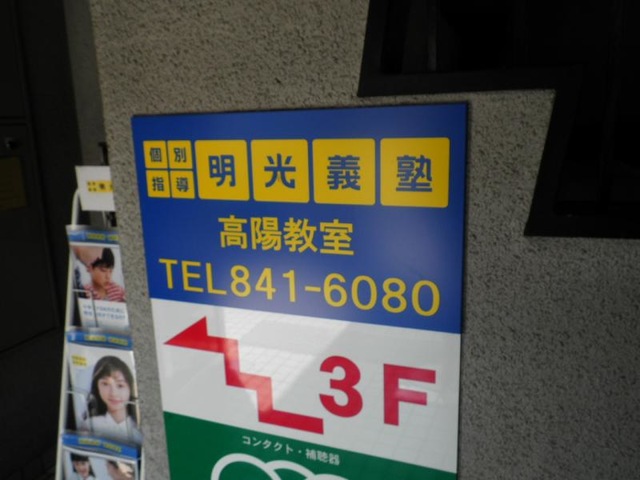 個別指導 明光義塾
高陽教室
TEL841-6080
3F
コンタクト・補聴器